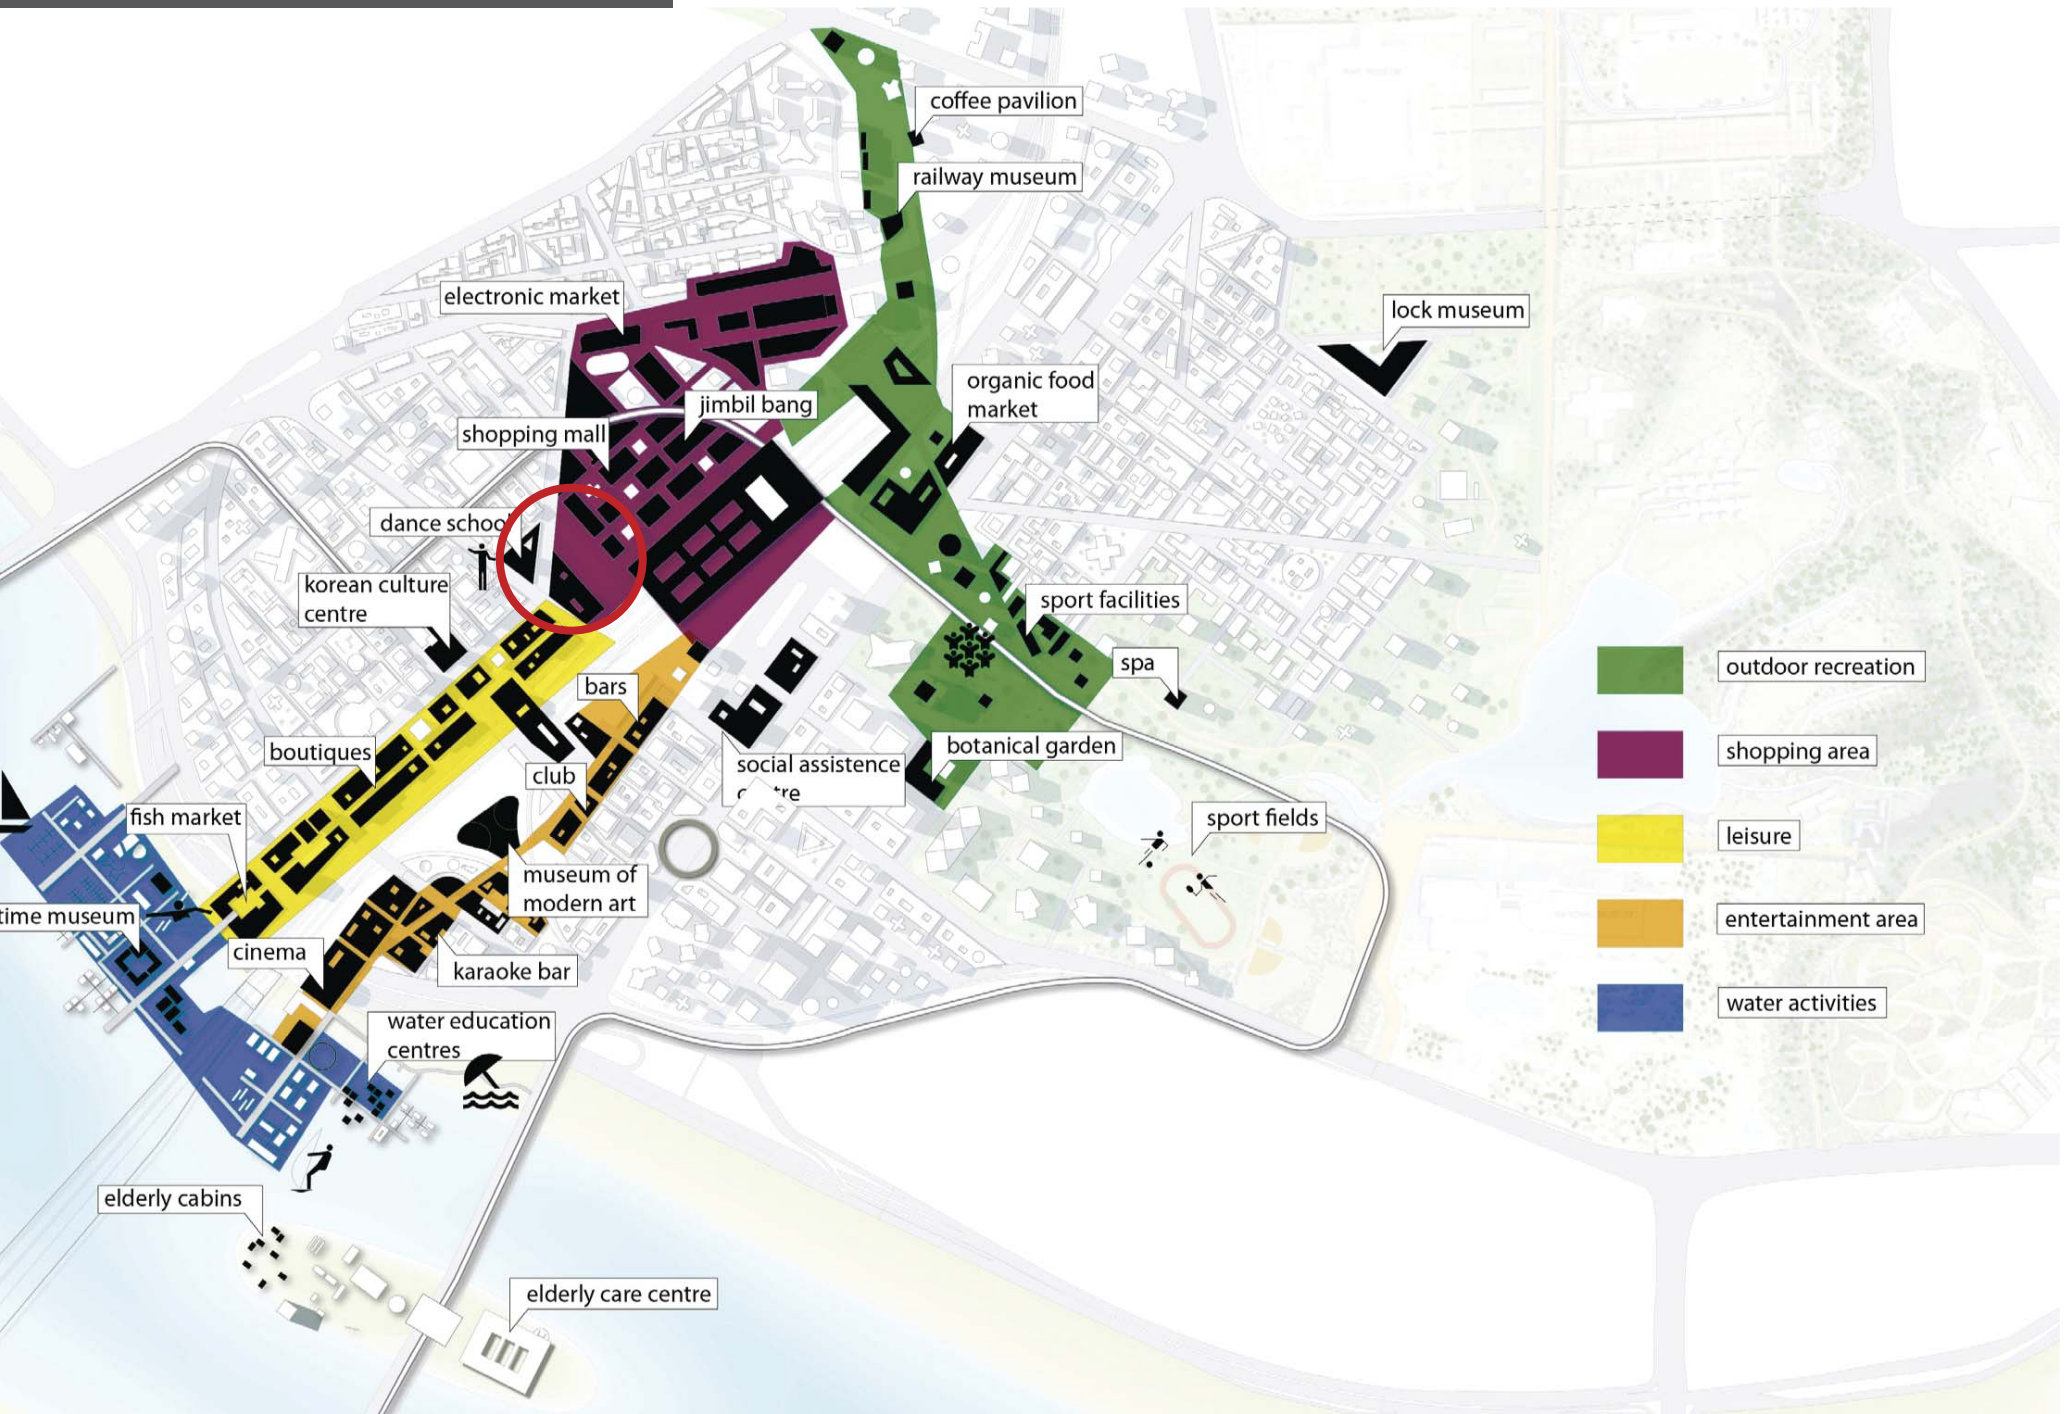 coffee pavilion
railway museum
electronic market
lock museum
organic food
market
jimbil bang
shopping mall
dance school
korean culture
centre
sport facilities
spa
bars
boutiques
botanical garden
social assistence
club
fish market
sport fields
museum of
modern art
time museum
cinema
karaoke bar
water education
centres
elderly cabins
elderly care centre
outdoor recreation
shopping area
leisure
entertainment area
water activities